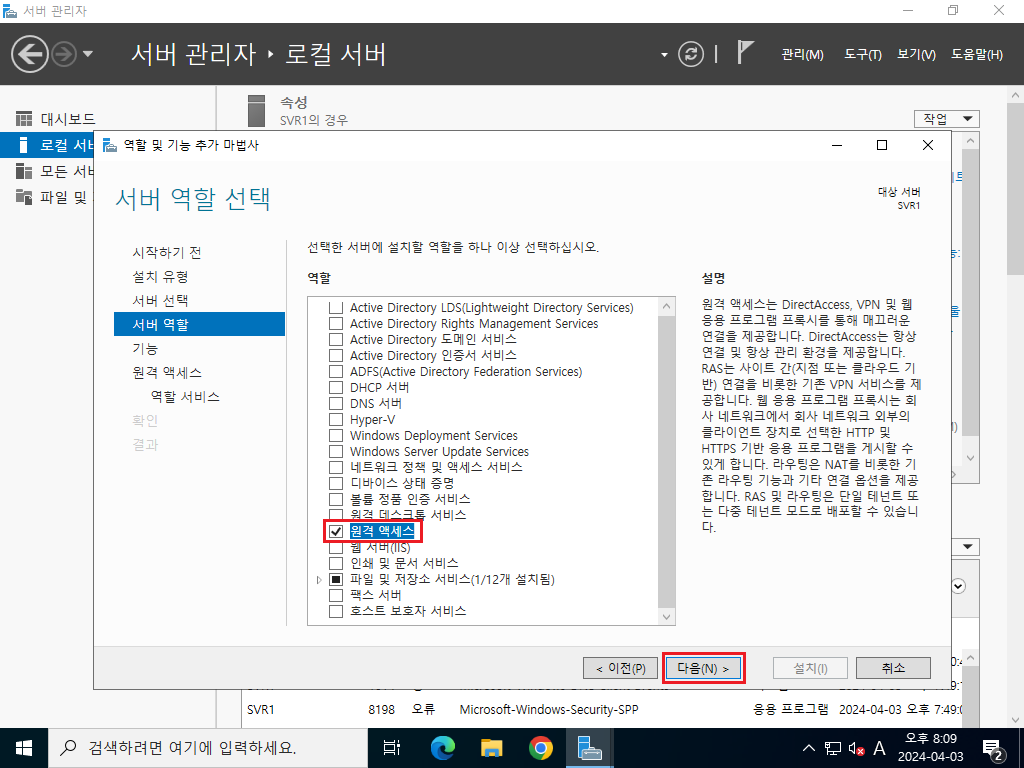 서버 관리자
서버 관리자 ‣ 로컬 서버
관리(M) 도구(T) 보기(V) 도움말(H)
대시보드
로컬 서버
모든 서버
파일 및
속성
SVR1의 경우
작업
역할 및 기능 추가 마법사
서버 역할 선택
대상 서버
SVR1
시작하기 전
설치 유형
서버 선택
서버 역할
기능
원격 액세스
역할 서비스
확인
결과
선택한 서버에 설치할 역할을 하나 이상 선택하십시오.
역할
Active Directory LDS(Lightweight Directory Services)
Active Directory Rights Management Services
Active Directory 도메인 서비스
Active Directory 인증서 서비스
ADFS(Active Directory Federation Services)
DHCP 서버
DNS 서버
Hyper-V
Windows Deployment Services
Windows Server Update Services
네트워크 정책 및 액세스 서비스
디바이스 상태 증명
볼륨 정품 인증 서비스
원격 데스크톱 서비스
원격 액세스
웹 서버(IIS)
인쇄 및 문서 서비스
파일 및 저장소 서비스(1/12개 설치됨)
팩스 서버
호스트 보호자 서비스
설명
원격 액세스는 DirectAccess, VPN 및 웹
응용 프로그램 프록시를 통해 매끄러운
연결을 제공합니다. DirectAccess는 항상
연결 및 항상 관리 환경을 제공합니다.
RAS는 사이트 간(지점 또는 클라우드 기
반) 연결을 비롯한 기존 VPN 서비스를 제
공합니다. 웹 응용 프로그램 프록시는 회
사 네트워크에서 회사 네트워크 외부의
클라이언트 장치로 선택한 HTTP 및
HTTPS 기반 응용 프로그램을 게시할 수
있게 합니다. 라우팅은 NAT를 비롯한 기
존 라우팅 기능과 기타 연결 옵션을 제공
합니다. RAS 및 라우팅은 단일 테넌트 또
는 다중 테넌트 모드로 배포할 수 있습니
다.
< 이전(P) 다음(N) > 설치(I) 취소
SVR1 8198 오류 Microsoft-Windows-Security-SPP 응용 프로그램 2024-04-03 오후 7:49:0
검색하려면 여기에 입력하세요.
A
오후 8:09
2024-04-03
2